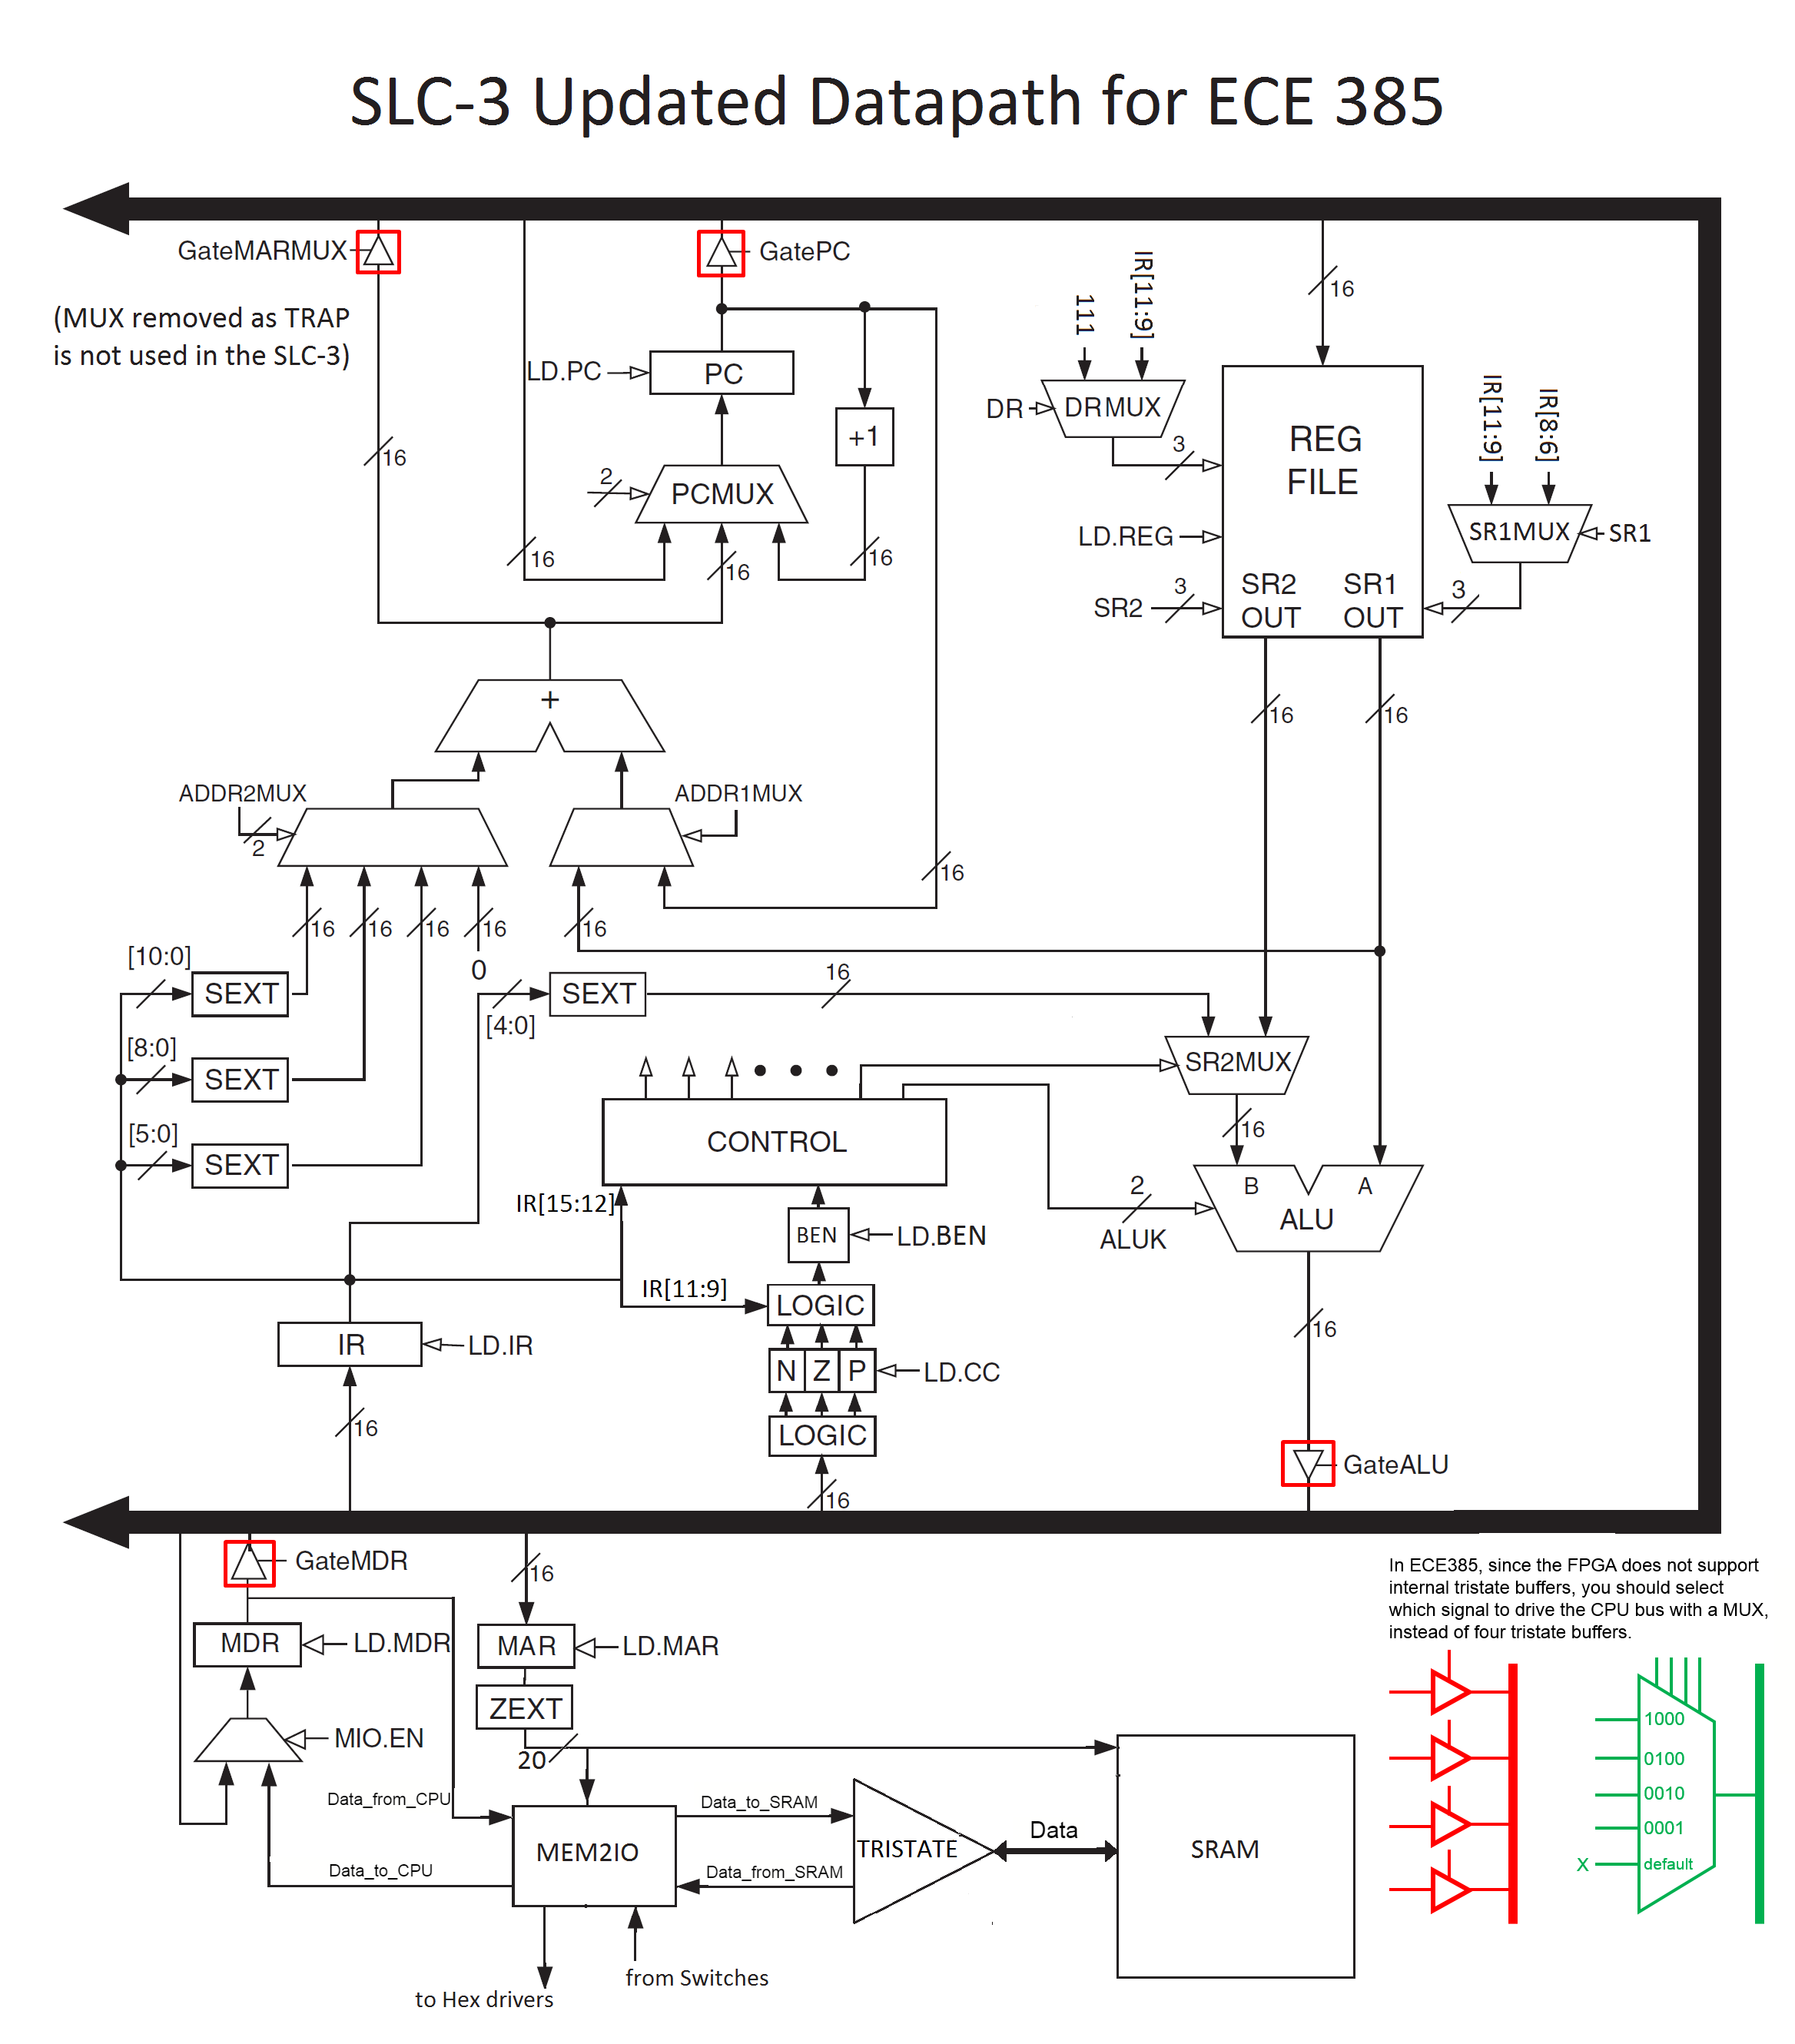 SLC-3 Updated Datapath for ECE 385
GateMARMUX
GatePC
(MUX removed as TRAP
is not used in the SLC-3)
16
111
IR[11:9]
LD.PC
PC
DR
DRMUX
+1
16
2
PCMUX
3
REG
FILE
IR[11:9]
IR[8:6]
16
16
16
LD.REG
SR1MUX
SR1
SR2
3
SR2
OUT
SR1
OUT
3
+
16
16
ADDR2MUX
2
ADDR1MUX
16
16
16
16
16
16
0
[10:0]
SEXT
[4:0]
SEXT
16
[8:0]
SEXT
SR2MUX
[5:0]
SEXT
CONTROL
16
IR[15:12]
BEN
LD.BEN
2
ALUK
B
A
ALU
IR[11:9]
LOGIC
IR
LD.IR
N
Z
P
LD.CC
16
16
LOGIC
16
GateALU
GateMDR
16
In ECE385, since the FPGA does not support
internal tristate buffers, you should select
which signal to drive the CPU bus with a MUX,
instead of four tristate buffers.
MDR
LD.MDR
MAR
LD.MAR
ZEXT
MIO.EN
20
1000
0100
0010
0001
X
default
Data_from_CPU
Data_to_SRAM
MEM2IO
TRISTATE
Data
SRAM
Data_to_CPU
Data_from_SRAM
from Switches
to Hex drivers